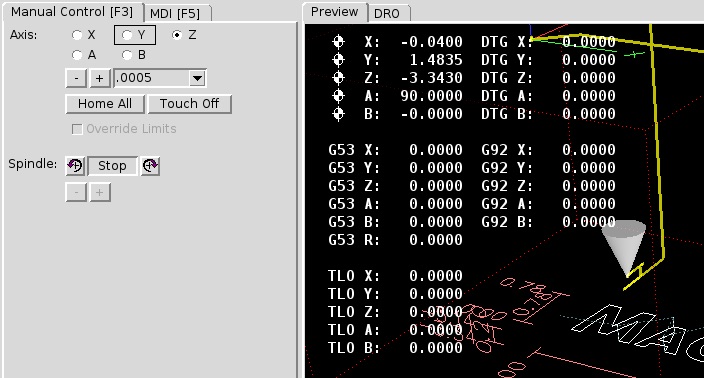 Manual Control [F3] MDI [F5]
Axis: X Y Z
A B
- + .0005
Home All Touch Off
Override Limits
Spindle: Stop
- +
Preview DRO
X: -0.0400 DTG X: 0.0000
Y: 1.4835 DTG Y: 0.0000
Z: -3.3430 DTG Z: 0.0000
A: 90.0000 DTG A: 0.0000
B: -0.0000 DTG B: 0.0000
G53 X: 0.0000 G92 X: 0.0000
G53 Y: 0.0000 G92 Y: 0.0000
G53 Z: 0.0000 G92 Z: 0.0000
G53 A: 0.0000 G92 A: 0.0000
G53 B: 0.0000 G92 B: 0.0000
G53 R: 0.0000
TLO X: 0.0000
TLO Y: 0.0000
TLO Z: 0.0000
TLO A: 0.0000
TLO B: 0.0000